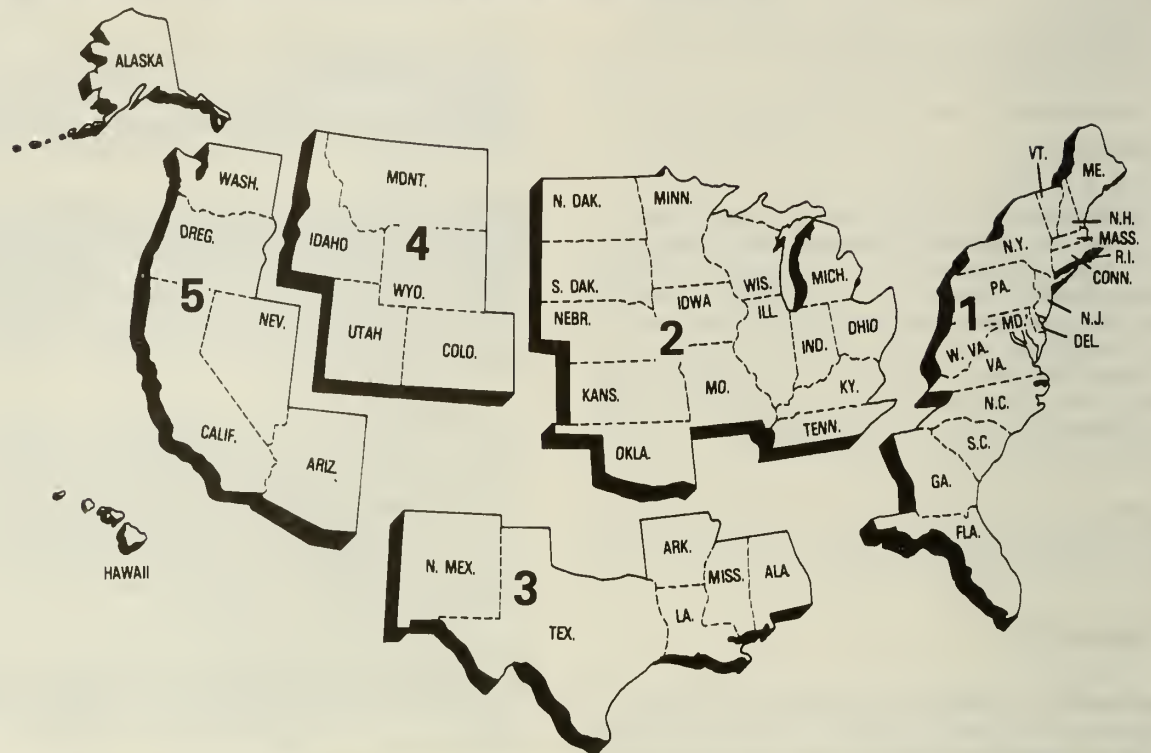 ALASKA
WASH.
OREG.
5
NEV.
CALIF.
ARIZ.
HAWAII
MONT.
IDAHO
4
WYO.
UTAH
COLO.
N. DAK.
MINN.
S. DAK.
WIS.
MICH.
NEBR.
IOWA
ILL.
2
IND.
OHIO
KANS.
MO.
KY.
OKLA.
TENN.
N. MEX.
3
TEX.
ARK.
LA.
MISS.
ALA.
VT.
ME.
N.H.
N.Y.
MASS.
R.I.
CONN.
PA.
1
MD.
N.J.
DEL.
W. VA.
VA.
N.C.
S.C.
GA.
FLA.